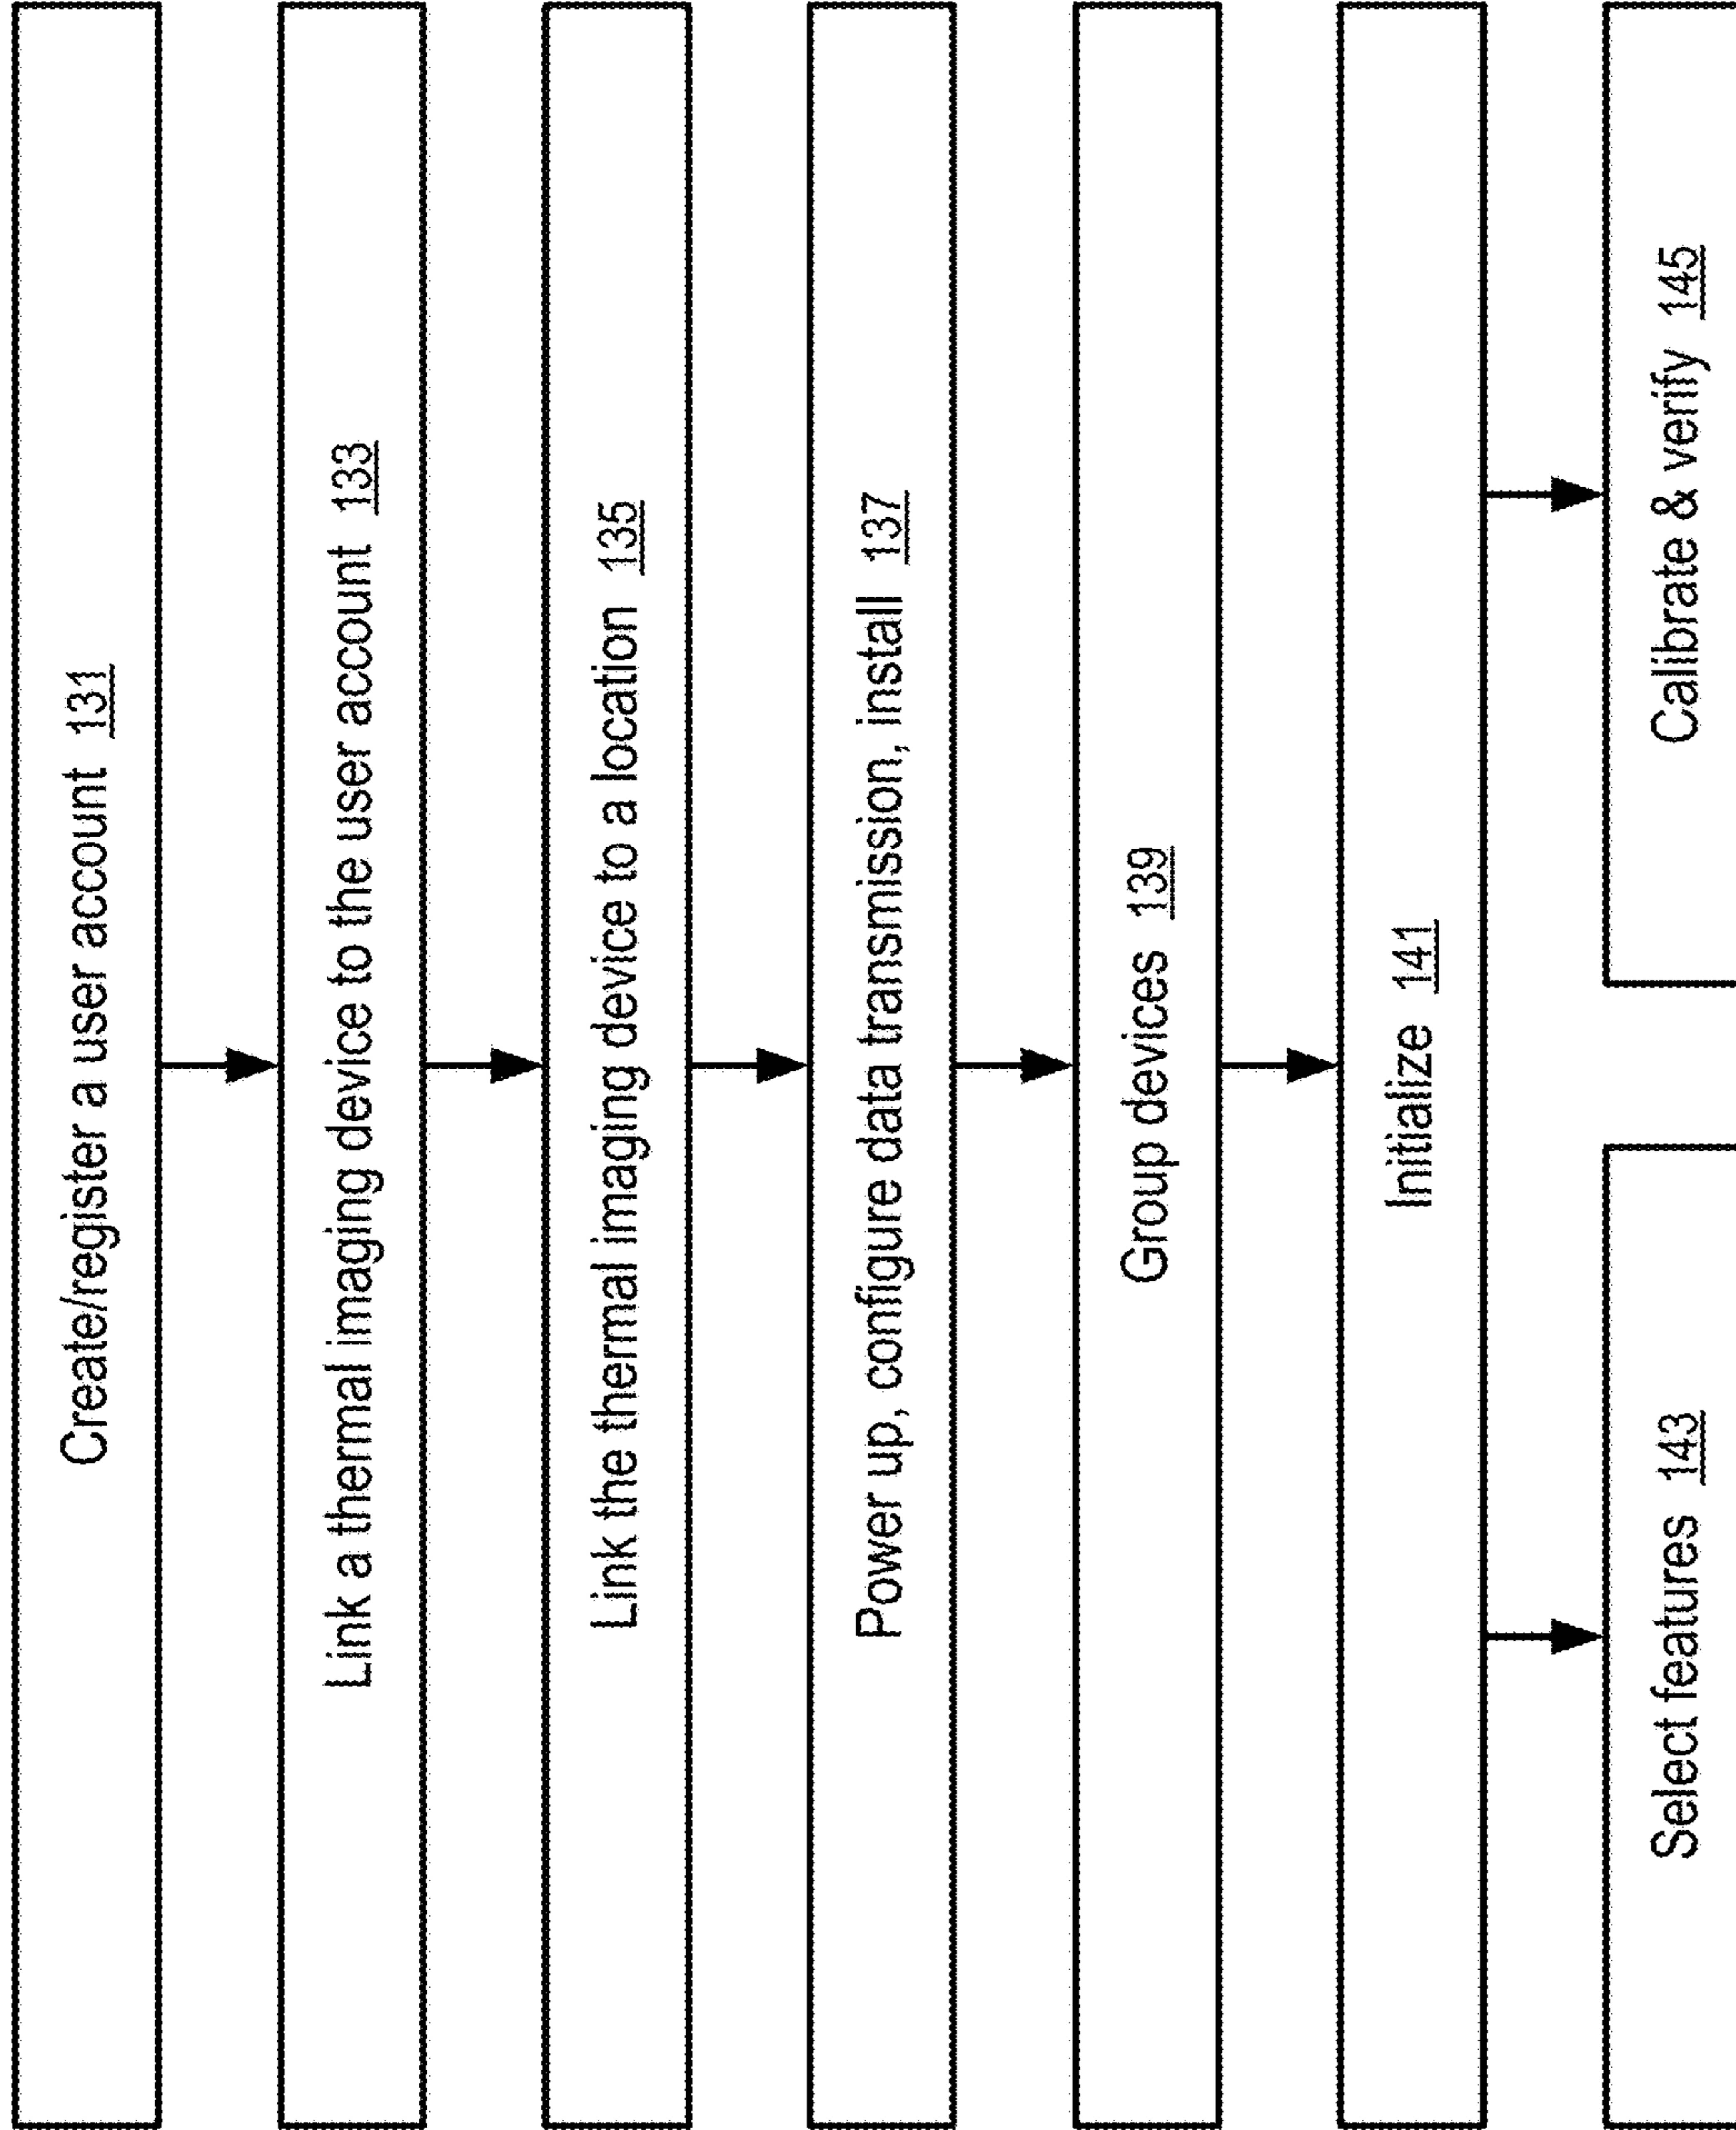 Create/register a user account 131
Link a thermal imaging device to the user account 133
Link the thermal imaging device to a location 135
Power up, configure data transmission, install 137
Group devices 139
Initialize 141
Select features 143
Calibrate & verify 145